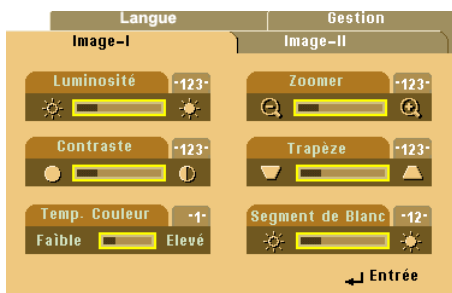 Langue Gestion
Image-I Image-II
Luminosité -123- Zoomer -123-
Contraste -123- Trapèze -123-
Temp. Couleur -1- Segment de Blanc -12-
Faìble Elevé
Entrée